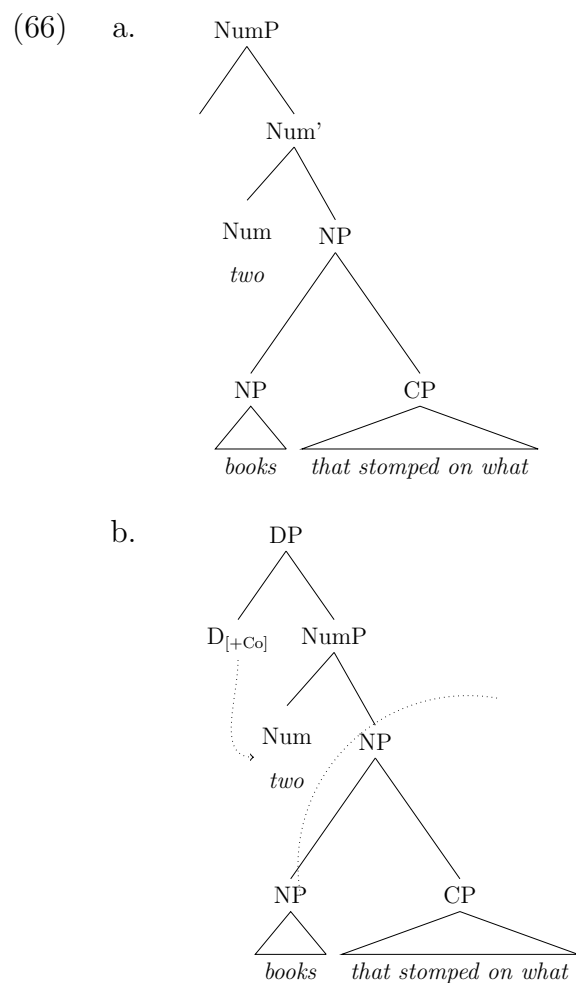 (66) a. NumP
Num'
Num NP
two
NP CP
books that stomped on what
b. DP
D[+Co] NumP
Num NP
two
NP CP
books that stomped on what